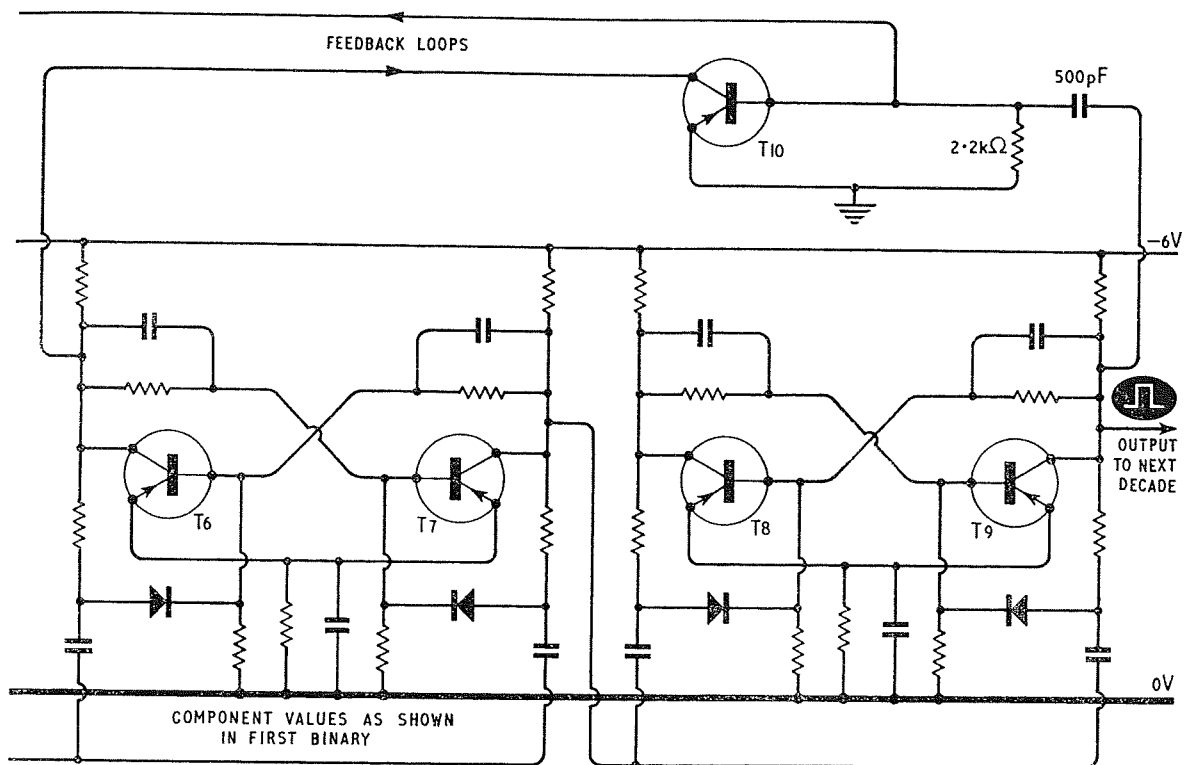 FEEDBACK LOOPS
500pF
T10
2·2kΩ
−6V
OUTPUT
TO NEXT
DECADE
T6
T7
T8
T9
0V
COMPONENT VALUES AS SHOWN
IN FIRST BINARY